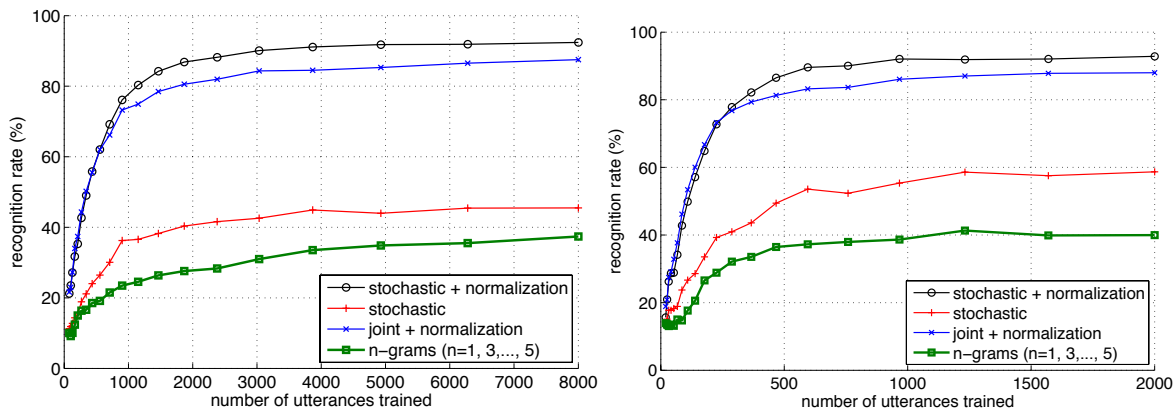 100
80
60
40
20
0
recognition rate (%)
0 1000 2000 3000 4000 5000 6000 7000 8000
number of utterances trained
stochastic + normalization
stochastic
joint + normalization
n-grams (n=1, 3,..., 5)
100
80
60
40
20
0
recognition rate (%)
0 500 1000 1500 2000
number of utterances trained
stochastic + normalization
stochastic
joint + normalization
n-grams (n=1, 3,..., 5)